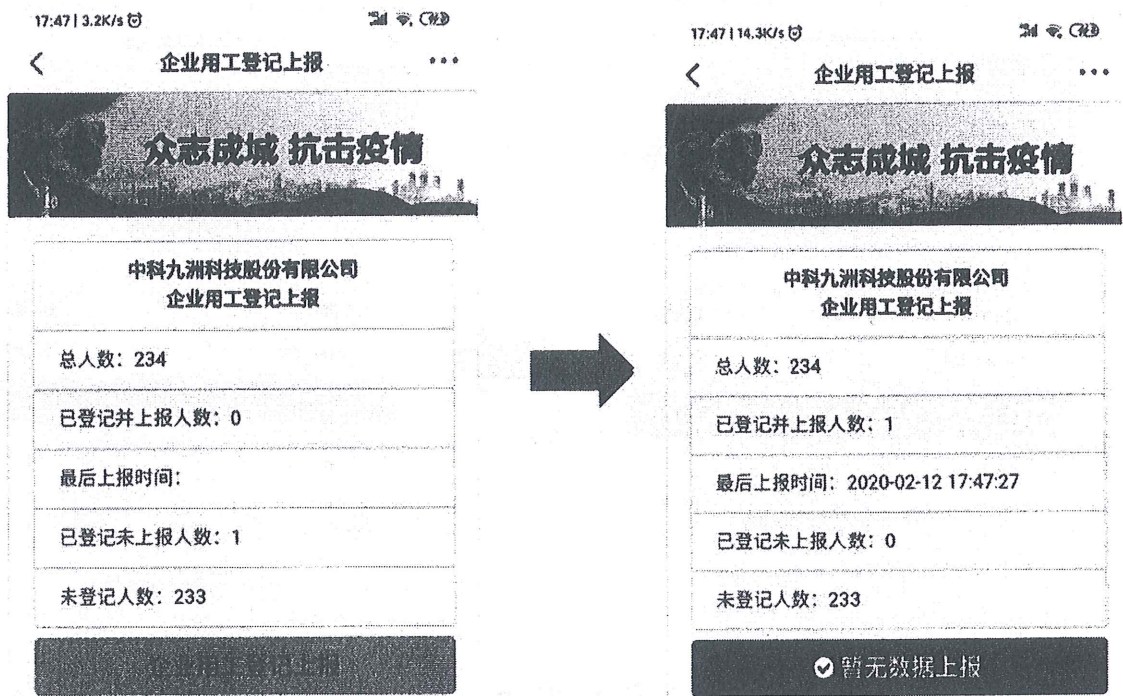 17:47 | 3.2K/s
企业用工登记上报
众志成城 抗击疫情
中科九洲科技股份有限公司
企业用工登记上报
总人数：234
已登记并上报人数：0
最后上报时间：
已登记未上报人数：1
未登记人数：233
企业用工登记上报
17:47 | 14.3K/s
企业用工登记上报
众志成城 抗击疫情
中科九洲科技股份有限公司
企业用工登记上报
总人数：234
已登记并上报人数：1
最后上报时间：2020-02-12 17:47:27
已登记未上报人数：0
未登记人数：233
暂无数据上报